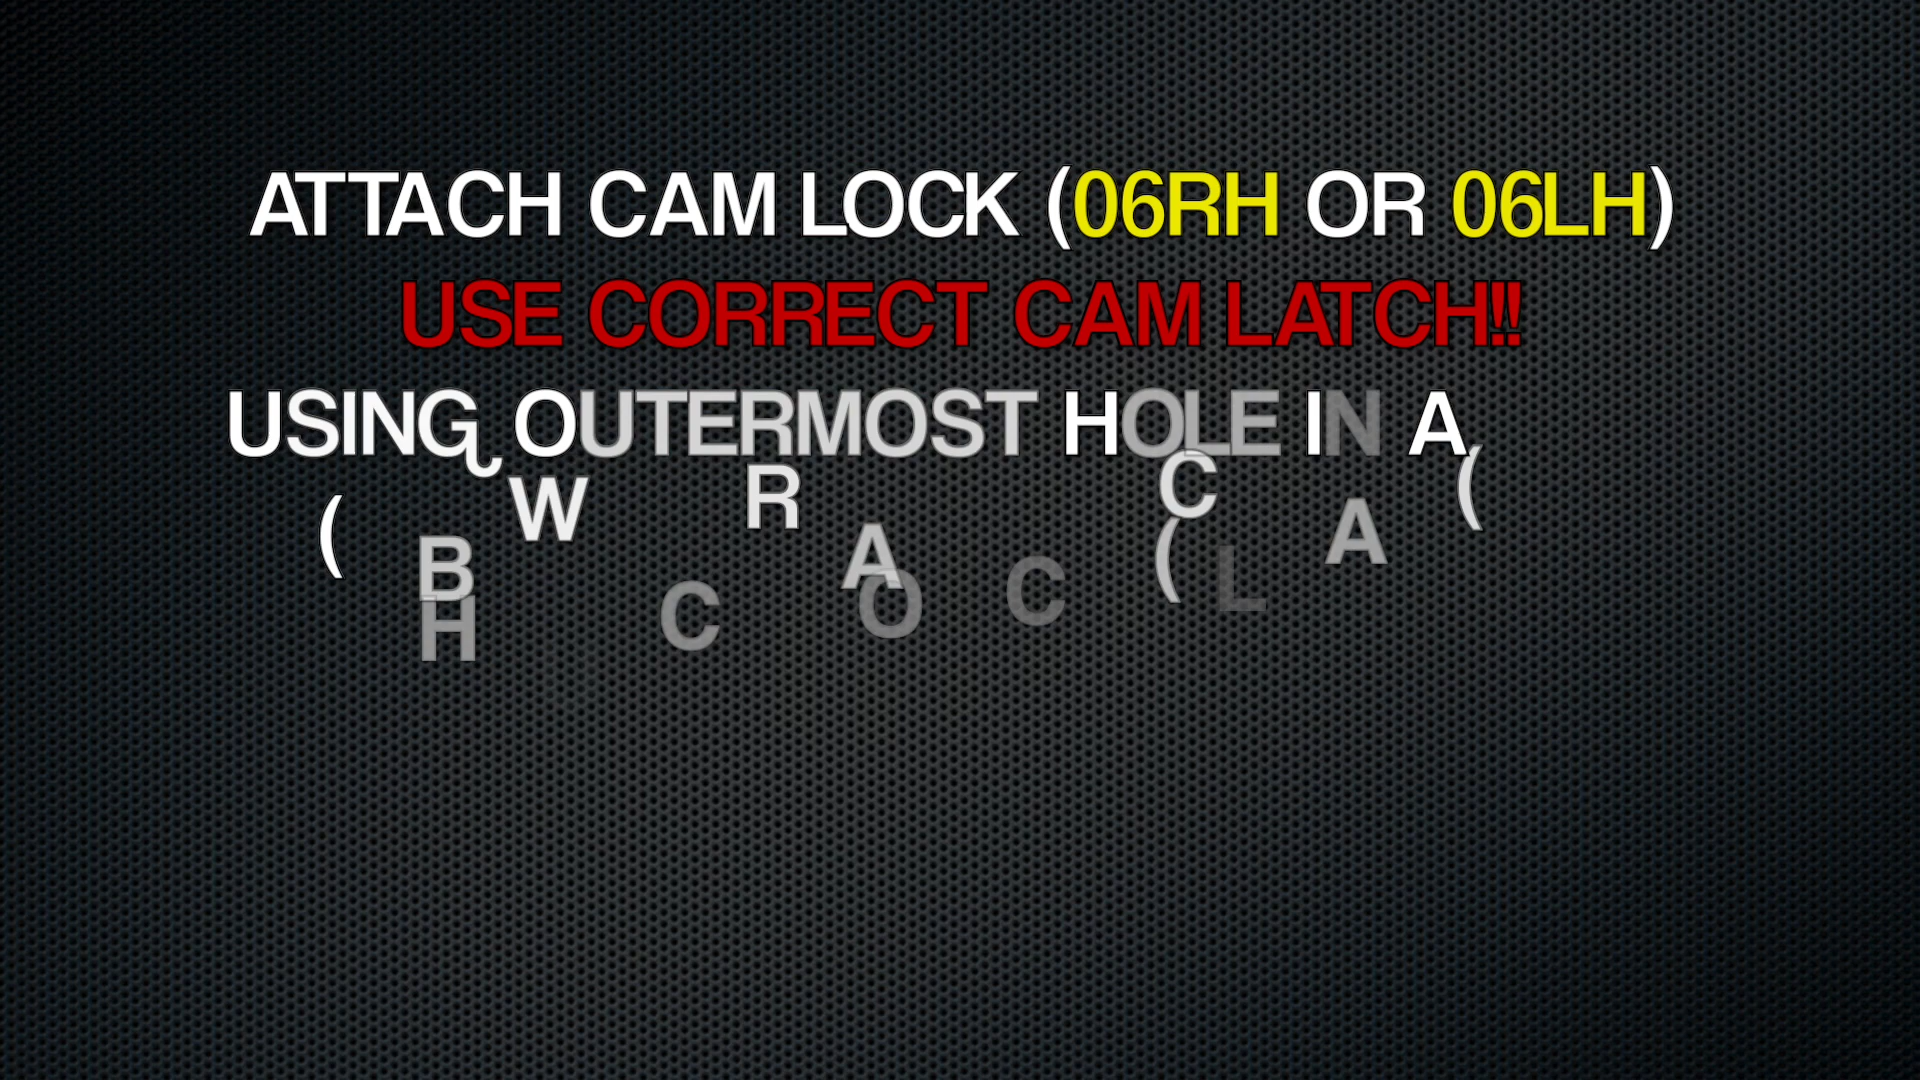 ATTACH CAM LOCK (06RH OR 06LH)
USE CORRECT CAM LATCH!!
USING OUTERMOST HOLE IN A
( W R C (
B A ( A
H C O C L